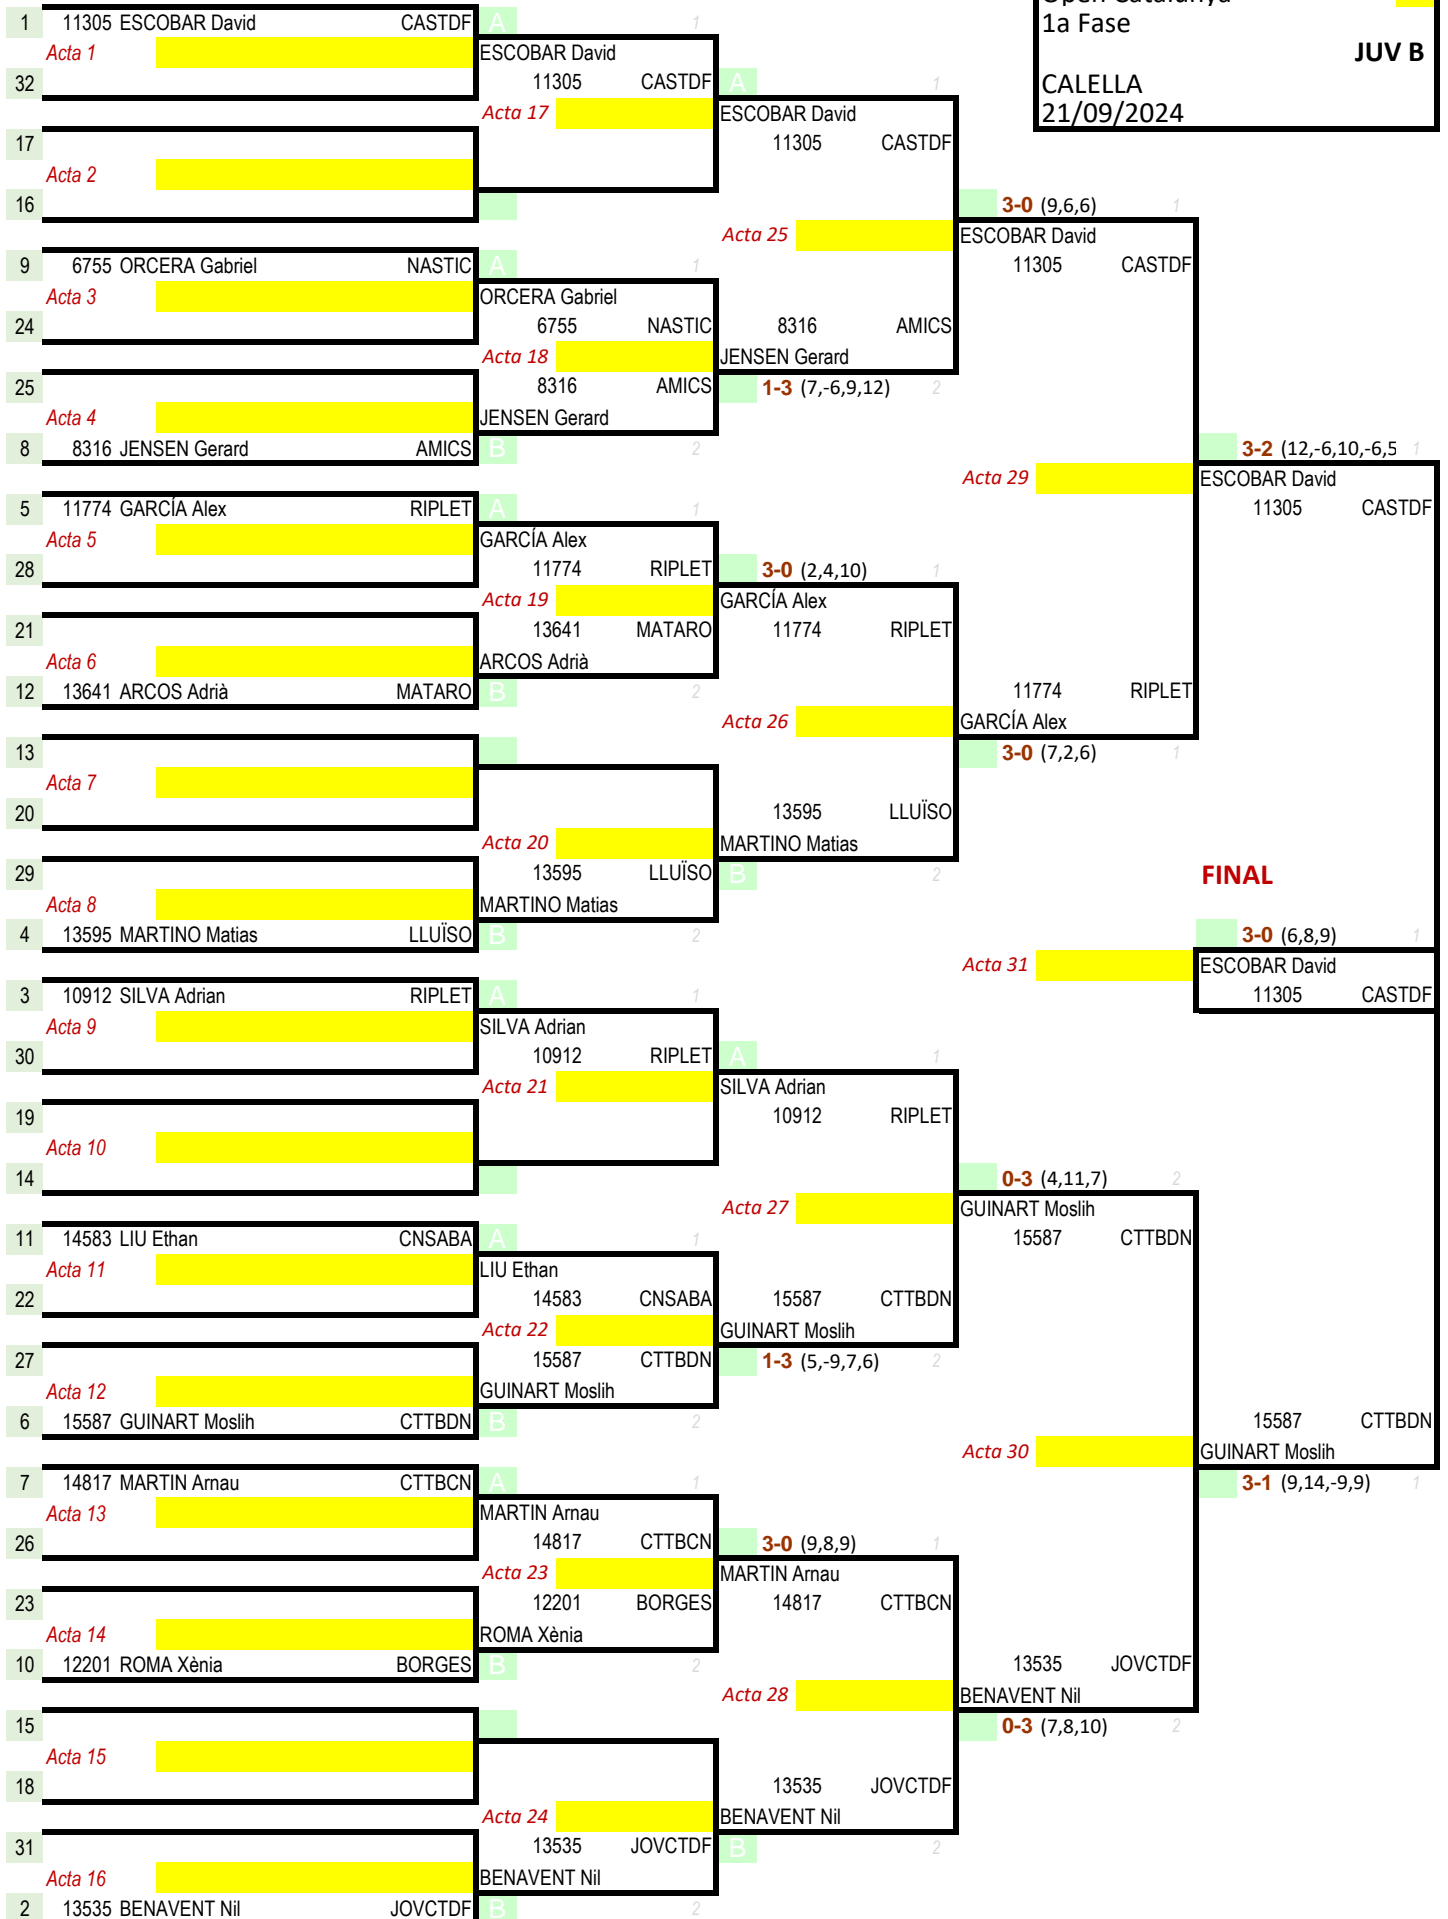 Open Catalunya
1a Fase
JUV B
CALELLA
21/09/2024
1 11305 ESCOBAR David CASTDF A 1
Acta 1 ESCOBAR David
32 11305 CASTDF A 1
Acta 17 ESCOBAR David
17 11305 CASTDF
Acta 2
16 3-0 (9,6,6) 1
Acta 25 ESCOBAR David
9 6755 ORCERA Gabriel NASTIC A 1 11305 CASTDF
Acta 3 ORCERA Gabriel
24 6755 NASTIC 8316 AMICS
Acta 18 JENSEN Gerard
25 8316 AMICS 1-3 (7,-6,9,12) 2
Acta 4 JENSEN Gerard
8 8316 JENSEN Gerard AMICS B 2 3-2 (12,-6,10,-6,5 1
Acta 29 ESCOBAR David
5 11774 GARCÍA Alex RIPLET A 1 11305 CASTDF
Acta 5 GARCÍA Alex
28 11774 RIPLET 3-0 (2,4,10) 1
Acta 19 GARCÍA Alex
21 13641 MATARO 11774 RIPLET
Acta 6 ARCOS Adrià
12 13641 ARCOS Adrià MATARO B 2 11774 RIPLET
Acta 26 GARCÍA Alex
13 3-0 (7,2,6) 1
Acta 7
20 13595 LLUÏSO
Acta 20 MARTINO Matias
29 13595 LLUÏSO B 2 FINAL
Acta 8 MARTINO Matias
4 13595 MARTINO Matias LLUÏSO B 2 3-0 (6,8,9) 1
Acta 31 ESCOBAR David
3 10912 SILVA Adrian RIPLET A 1 11305 CASTDF
Acta 9 SILVA Adrian
30 10912 RIPLET A 1
Acta 21 SILVA Adrian
19 10912 RIPLET
Acta 10
14 0-3 (4,11,7) 2
Acta 27 GUINART Moslih
11 14583 LIU Ethan CNSABA A 1 15587 CTTBDN
Acta 11 LIU Ethan
22 14583 CNSABA 15587 CTTBDN
Acta 22 GUINART Moslih
27 15587 CTTBDN 1-3 (5,-9,7,6) 2
Acta 12 GUINART Moslih
6 15587 GUINART Moslih CTTBDN B 2 15587 CTTBDN
Acta 30 GUINART Moslih
7 14817 MARTIN Arnau CTTBCN A 1 3-1 (9,14,-9,9) 1
Acta 13 MARTIN Arnau
26 14817 CTTBCN 3-0 (9,8,9) 1
Acta 23 MARTIN Arnau
23 12201 BORGES 14817 CTTBCN
Acta 14 ROMA Xènia
10 12201 ROMA Xènia BORGES B 2 13535 JOVCTDF
Acta 28 BENAVENT Nil
15 0-3 (7,8,10) 2
Acta 15
18 13535 JOVCTDF
Acta 24 BENAVENT Nil
31 13535 JOVCTDF B 2
Acta 16 BENAVENT Nil
2 13535 BENAVENT Nil JOVCTDF B 2